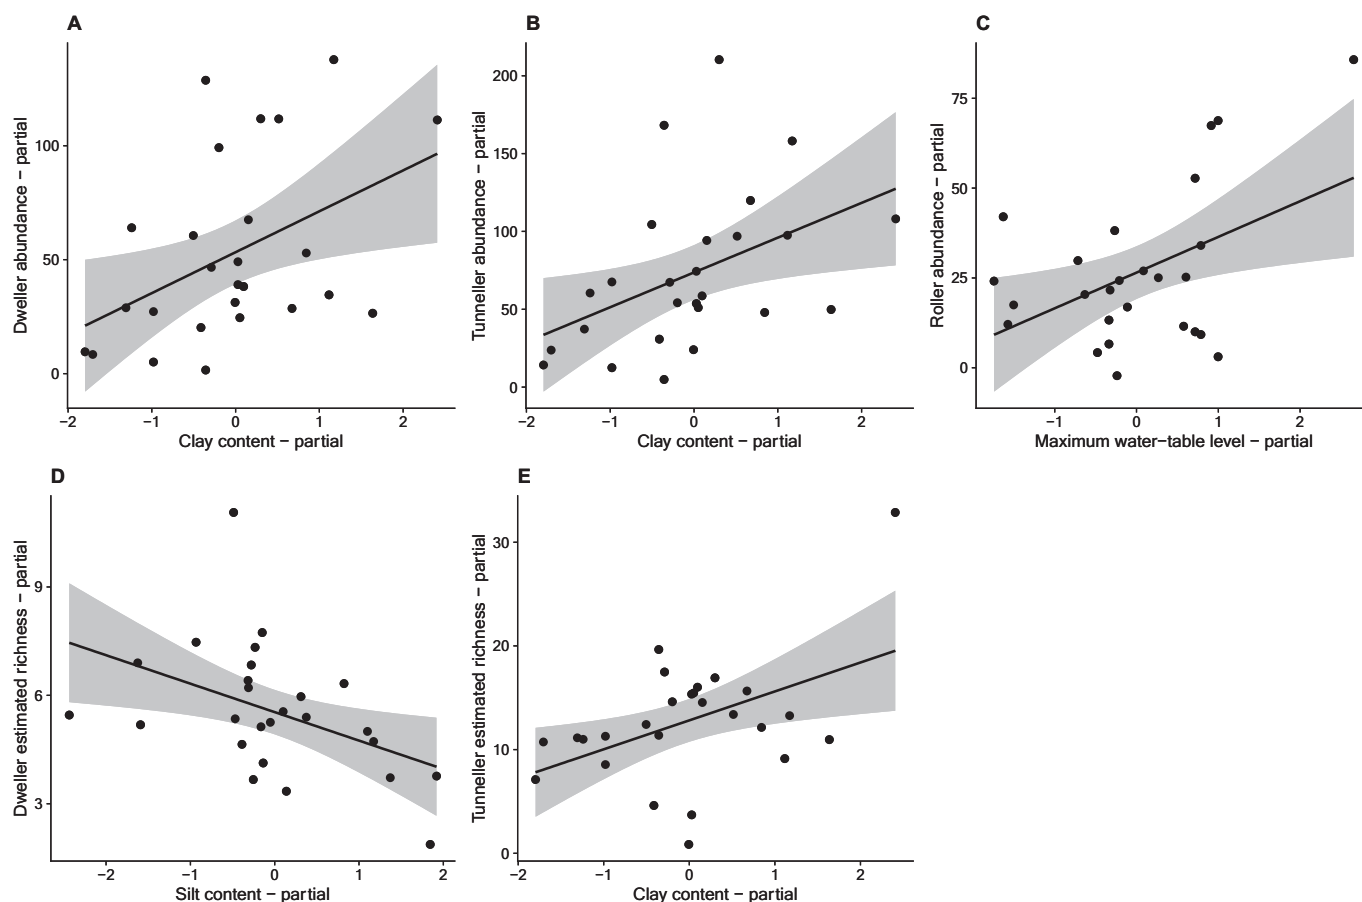 A
Dweller abundance – partial
100
50
0
−2 −1 0 1 2
Clay content – partial
B
Tunneller abundance – partial
200
150
100
50
0
−2 −1 0 1 2
Clay content – partial
C
Roller abundance – partial
75
50
25
0
−1 0 1 2
Maximum water−table level – partial
D
Dweller estimated richness – partial
9
6
3
−2 −1 0 1 2
Silt content – partial
E
Tunneller estimated richness – partial
30
20
10
0
−2 −1 0 1 2
Clay content – partial